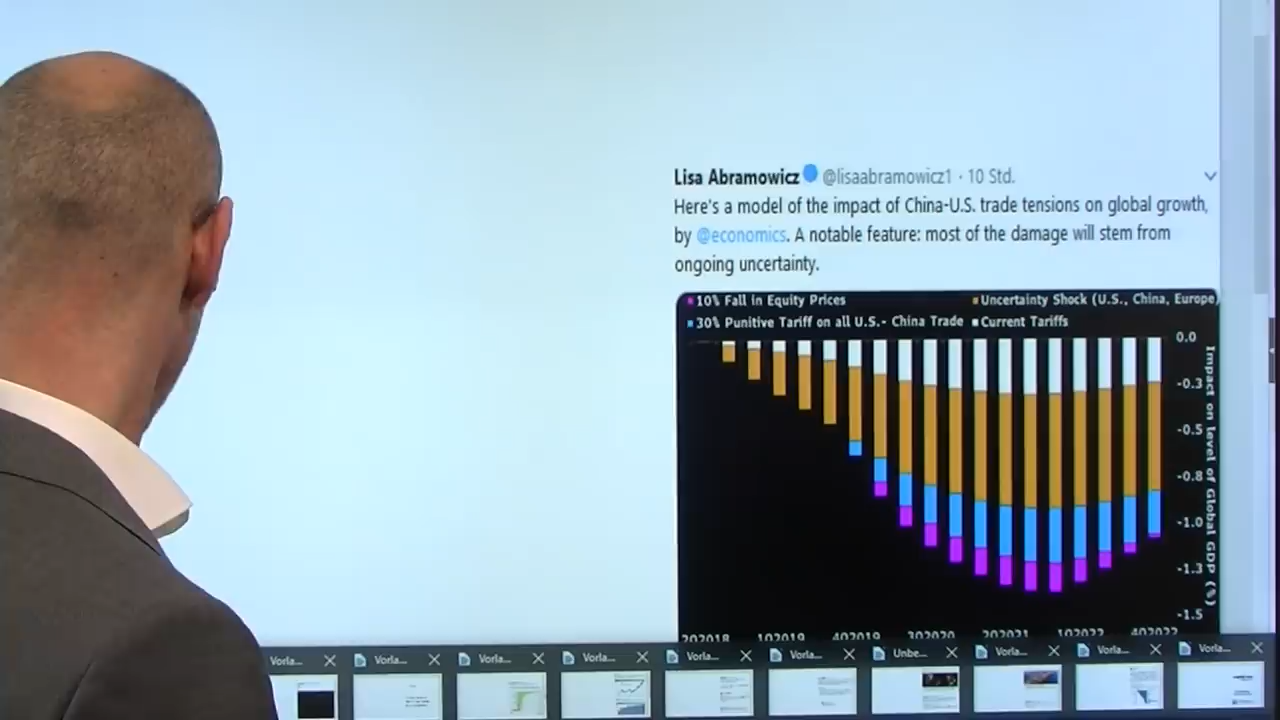 Lisa Abramowicz @lisaabramowicz1 · 10 Std.
Here's a model of the impact of China-U.S. trade tensions on global growth,
by @economics. A notable feature: most of the damage will stem from
ongoing uncertainty.
10% Fall in Equity Prices Uncertainty Shock (U.S., China, Europe)
30% Punitive Tariff on all U.S.- China Trade Current Tariffs
0.0
-0.3
-0.5
-0.8
-1.0
-1.3
-1.5
Impact on level of Global GDP (%)
2Q2018 1Q2019 4Q2019 3Q2020 2Q2021 1Q2022 4Q2022
Vorla... Vorla... Vorla... Vorla... Vorla... Vorla... Unbe... Vorla... Vorla... Vorla...